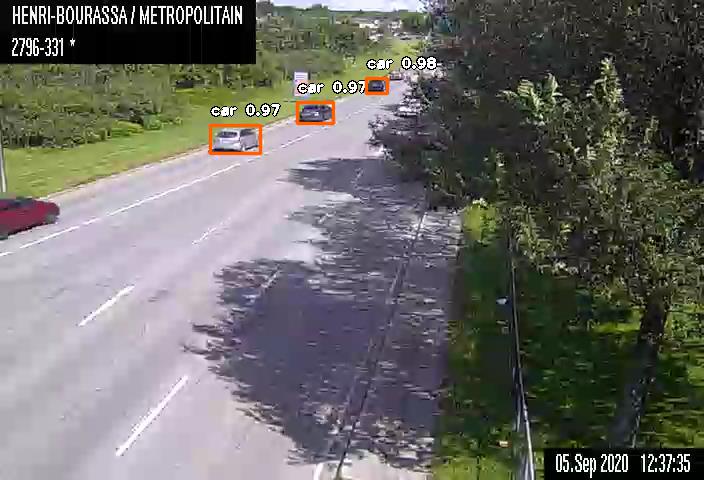 HENRI-BOURASSA / METROPOLITAIN
2796-331 *
car 0.98
car 0.97
car 0.97
05.Sep 2020 12:37:35